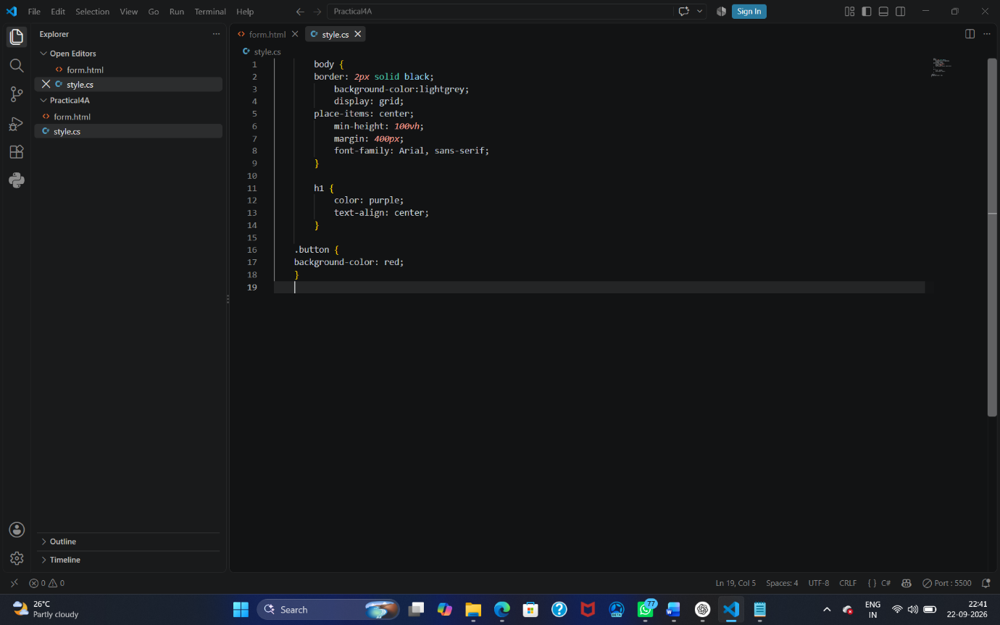 File Edit Selection View Go Run Terminal Help
Practical4A
Sign In
Explorer
Open Editors
form.html
style.cs
Practical4A
form.html
style.cs
Outline
Timeline
form.html
style.cs
style.cs
1 body {
2 border: 2px solid black;
3 background-color:lightgrey;
4 display: grid;
5 place-items: center;
6 min-height: 100vh;
7 margin: 400px;
8 font-family: Arial, sans-serif;
9 }
10
11 h1 {
12 color: purple;
13 text-align: center;
14 }
15
16 .button {
17 background-color: red;
18 }
19
0 0
Ln 19, Col 5 Spaces: 4 UTF-8 CRLF { } C# Port : 5500
26°C
Partly cloudy
Search
BETA
77
W
ENG
IN
22:41
22-09-2026